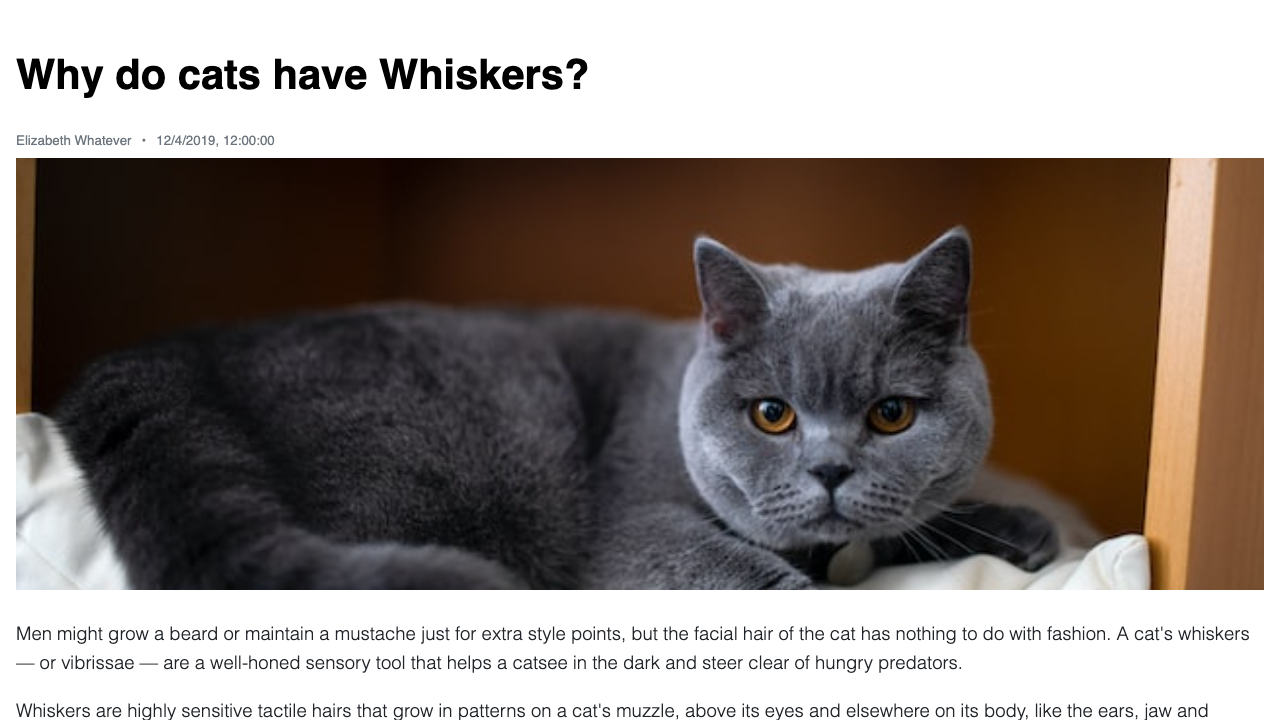 Why do cats have Whiskers?
Elizabeth Whatever • 12/4/2019, 12:00:00
Men might grow a beard or maintain a mustache just for extra style points, but the facial hair of the cat has nothing to do with fashion. A cat's whiskers
— or vibrissae — are a well-honed sensory tool that helps a catsee in the dark and steer clear of hungry predators.
Whiskers are highly sensitive tactile hairs that grow in patterns on a cat's muzzle, above its eyes and elsewhere on its body, like the ears, jaw and